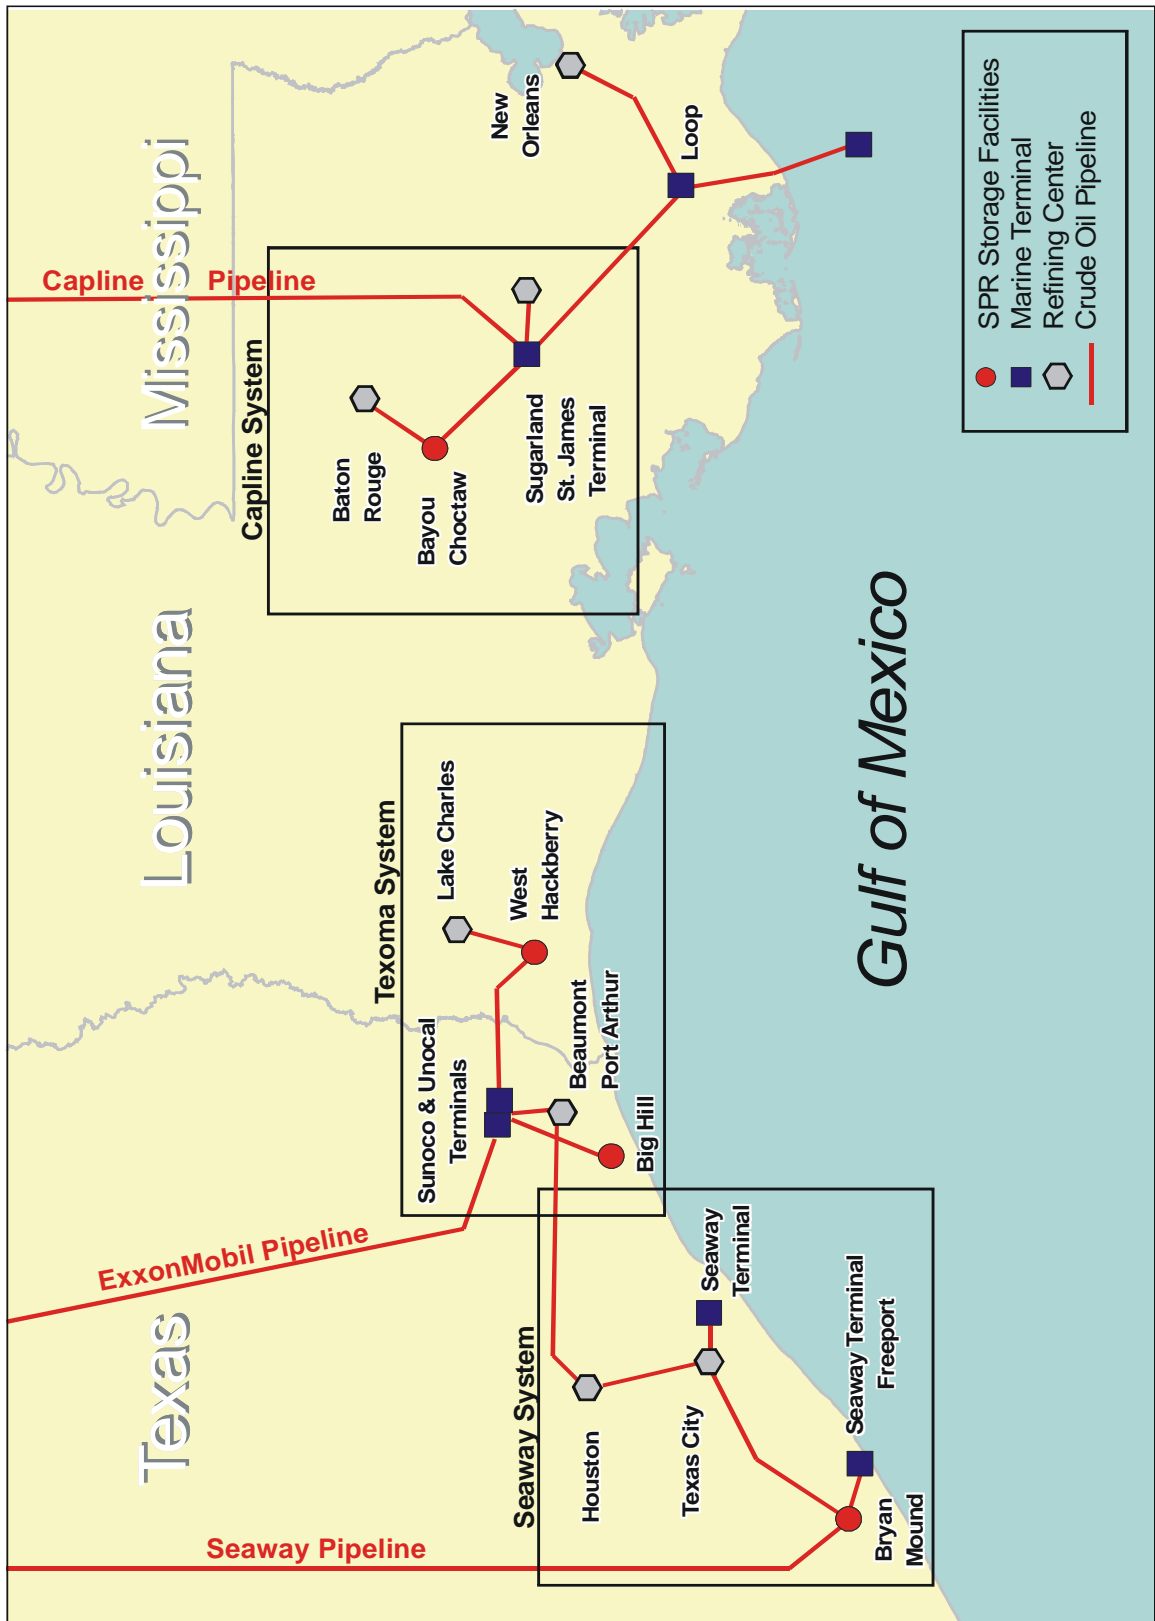 Texas
Louisiana
Mississippi
Seaway Pipeline
ExxonMobil Pipeline
Capline Pipeline
Seaway System
Houston
Texas City
Seaway
Terminal
Seaway Terminal
Freeport
Bryan
Mound
Texoma System
Sunoco & Unocal
Terminals
Lake Charles
West
Hackberry
Beaumont
Port Arthur
Big Hill
Capline System
Baton
Rouge
Bayou
Choctaw
Sugarland
St. James
Terminal
New
Orleans
Loop
Gulf of Mexico
SPR Storage Facilities
Marine Terminal
Refining Center
Crude Oil Pipeline